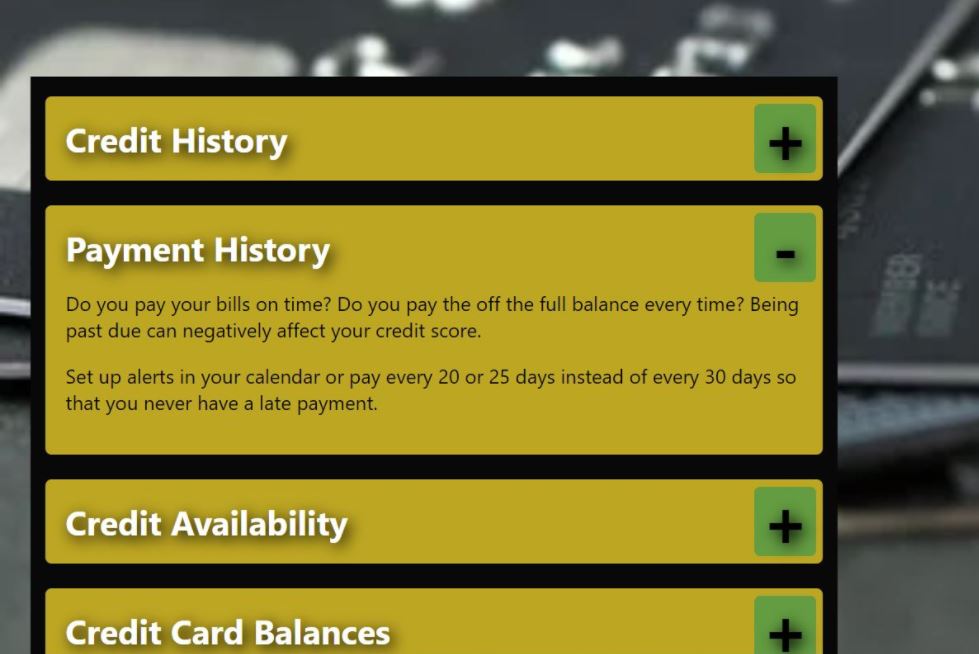 Credit History
+
Payment History
-
Do you pay your bills on time? Do you pay the off the full balance every time? Being
past due can negatively affect your credit score.
Set up alerts in your calendar or pay every 20 or 25 days instead of every 30 days so
that you never have a late payment.
Credit Availability
+
Credit Card Balances
+